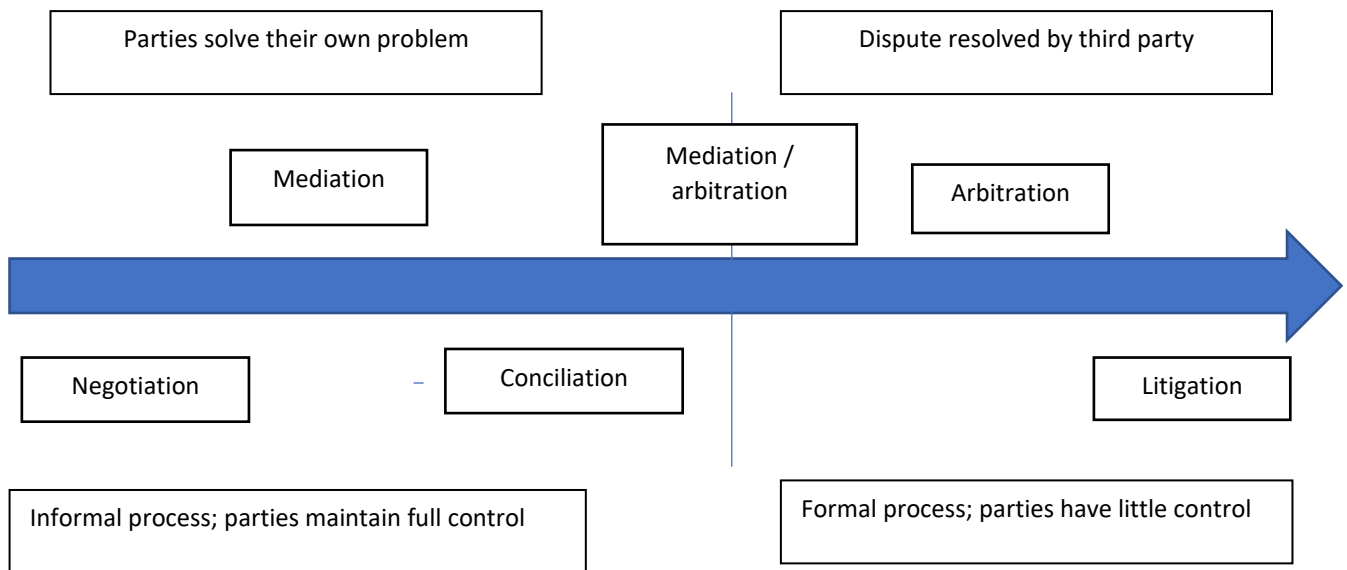 Parties solve their own problem
Dispute resolved by third party
Mediation
Mediation /
arbitration
Arbitration
Negotiation
Conciliation
Litigation
Informal process; parties maintain full control
Formal process; parties have little control